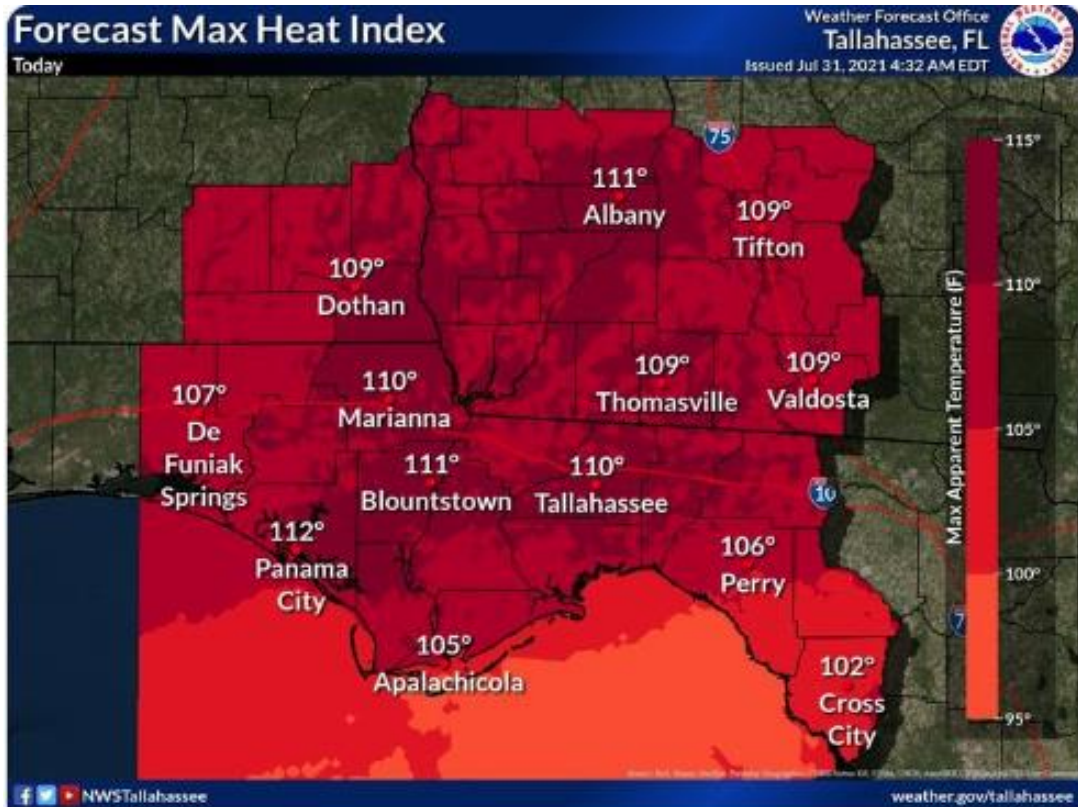 Forecast Max Heat Index
Today
Weather Forecast Office
Tallahassee, FL
Issued Jul 31, 2021 4:32 AM EDT
75
111°
Albany
109°
Tifton
109°
Dothan
109°
Thomasville
109°
Valdosta
107°
De
Funiak
Springs
110°
Marianna
111°
Blountstown
110°
Tallahassee
10
112°
Panama
City
106°
Perry
105°
Apalachicola
102°
Cross
City
Max Apparent Temperature (F)
115°
110°
105°
100°
95°
NWSTallahassee
weather.gov/tallahassee